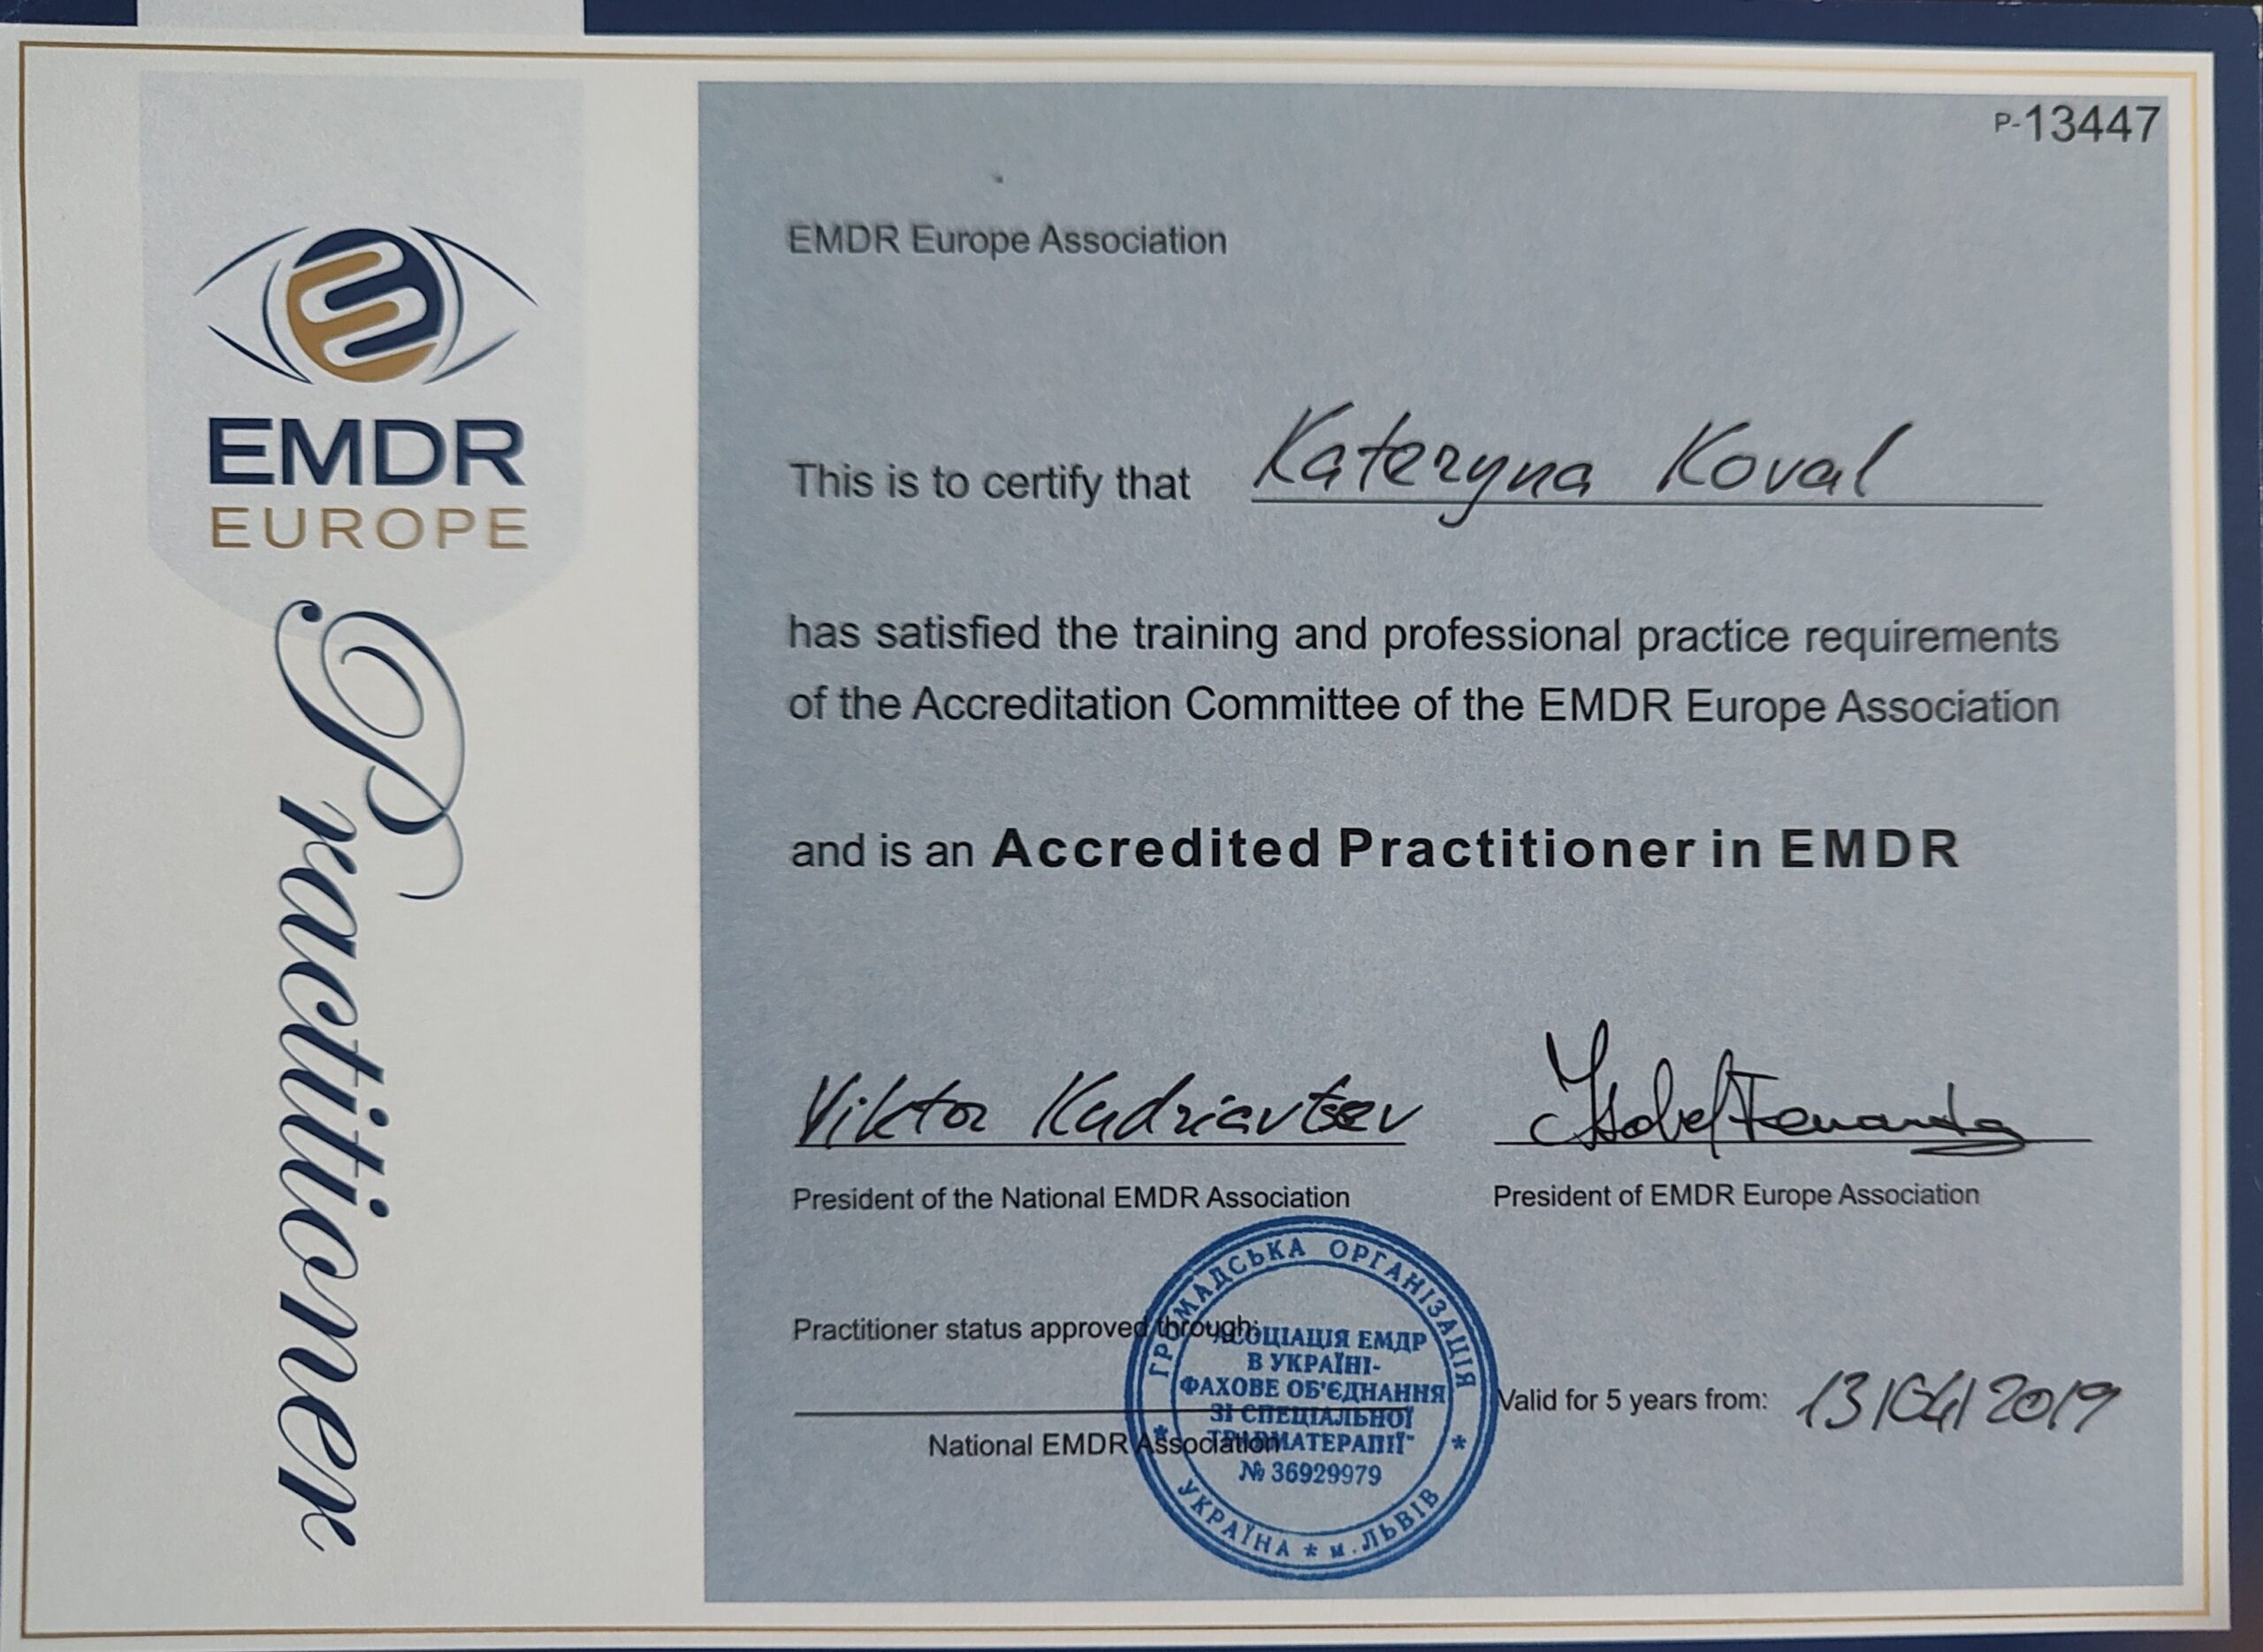 P-13447
EMDR
EUROPE
Practitioner
EMDR Europe Association
This is to certify that Kateryna Koval
has satisfied the training and professional practice requirements
of the Accreditation Committee of the EMDR Europe Association
and is an Accredited Practitioner in EMDR
Viktor Kudriavtsev
President of the National EMDR Association
President of EMDR Europe Association
Practitioner status approved through:
National EMDR Association
Valid for 5 years from: 13/04/2019
ГРОМАДСЬКА ОРГАНІЗАЦІЯ
АСОЦІАЦІЯ ЕМДР
В УКРАЇНІ-
ФАХОВЕ ОБ'ЄДНАННЯ
ЗІ СПЕЦІАЛЬНОЇ
ТРАВМАТЕРАПІЇ"
№ 36929979
УКРАЇНА * м. ЛЬВІВ